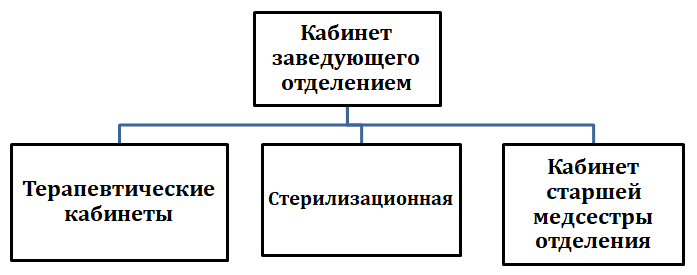 Кабинет
заведующего
отделением
Терапевтические
кабинеты
Стерилизационная
Кабинет
старшей
медсестры
отделения